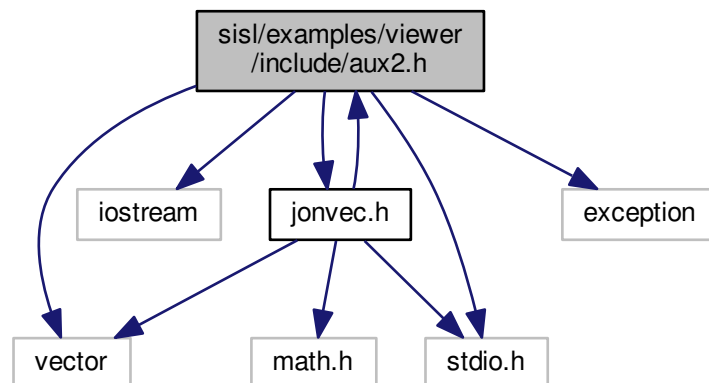 sisl/examples/viewer
/include/aux2.h
iostream
jonvec.h
exception
vector
math.h
stdio.h